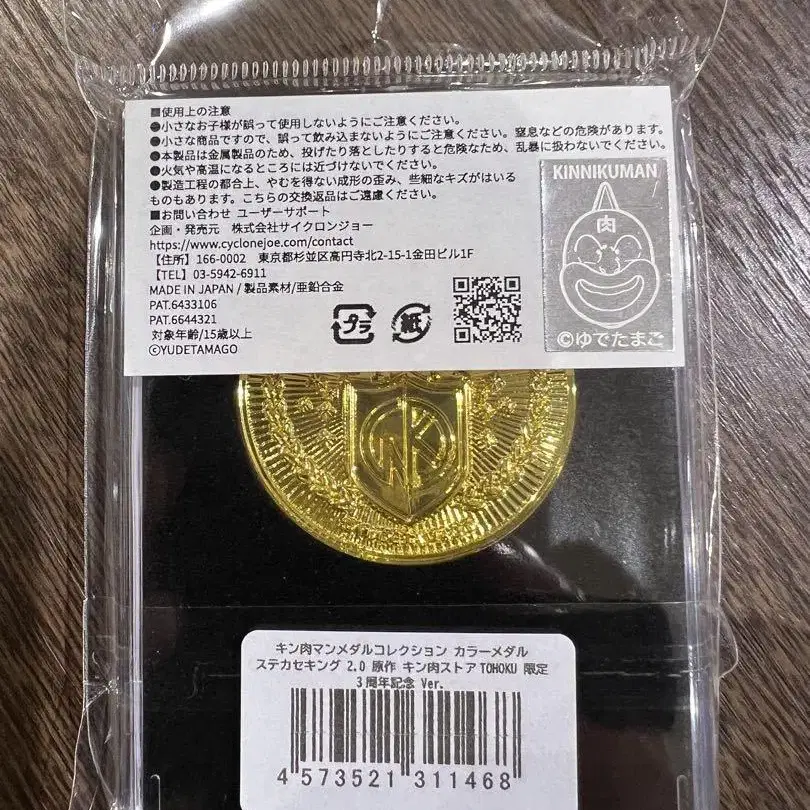 ■使用上の注意
●小さなお子様が誤って使用しないようにご注意ください。
●小さな商品ですので、誤って飲み込まないようにご注意ください。窒息などの危険があります。
●本製品は金属製品のため、投げたり落としたりすると危険なため、乱暴に扱わないでください。
●火気や高温になるところには近づけないでください。
●製造工程の都合上、やむを得ない成形の歪み、些細なキズがはいる
ものもあります。こちらの交換返品はご遠慮ください。
■お問い合わせ ユーザーサポート
企画・発売元 株式会社サイクロンジョー
https://www.cyclonejoe.com/contact
【住所】166-0002 東京都杉並区高円寺北2-15-1金田ビル1F
【TEL】03-5942-6911
MADE IN JAPAN / 製品素材/亜鉛合金
PAT.6433106
PAT.6644321
対象年齢/15歳以上
©YUDETAMAGO
プラ
紙
KINNIKUMAN
肉
©ゆでたまご
キン肉マンメダルコレクション カラーメダル
ステカセキング 2.0 原作 キン肉ストアTOHOKU 限定
3周年記念 Ver.
4 573521 311468